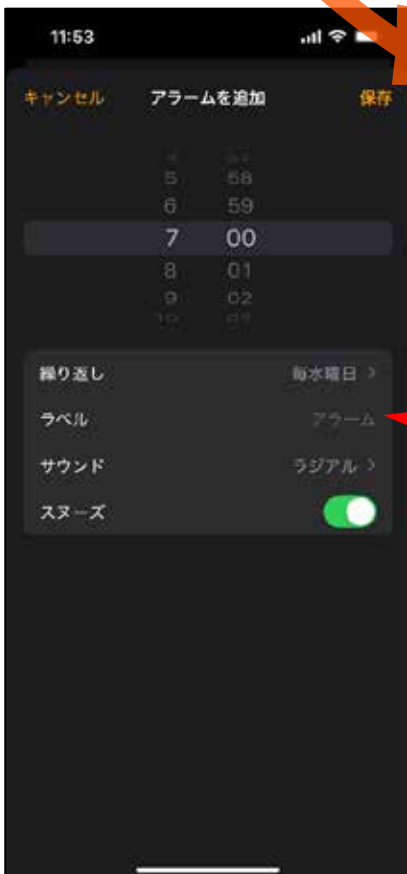 11:53
キャンセル アラームを追加 保存
5 58
6 59
7 00
8 01
9 02
繰り返し 毎水曜日
ラベル アラーム
サウンド ラジアル
スヌーズ